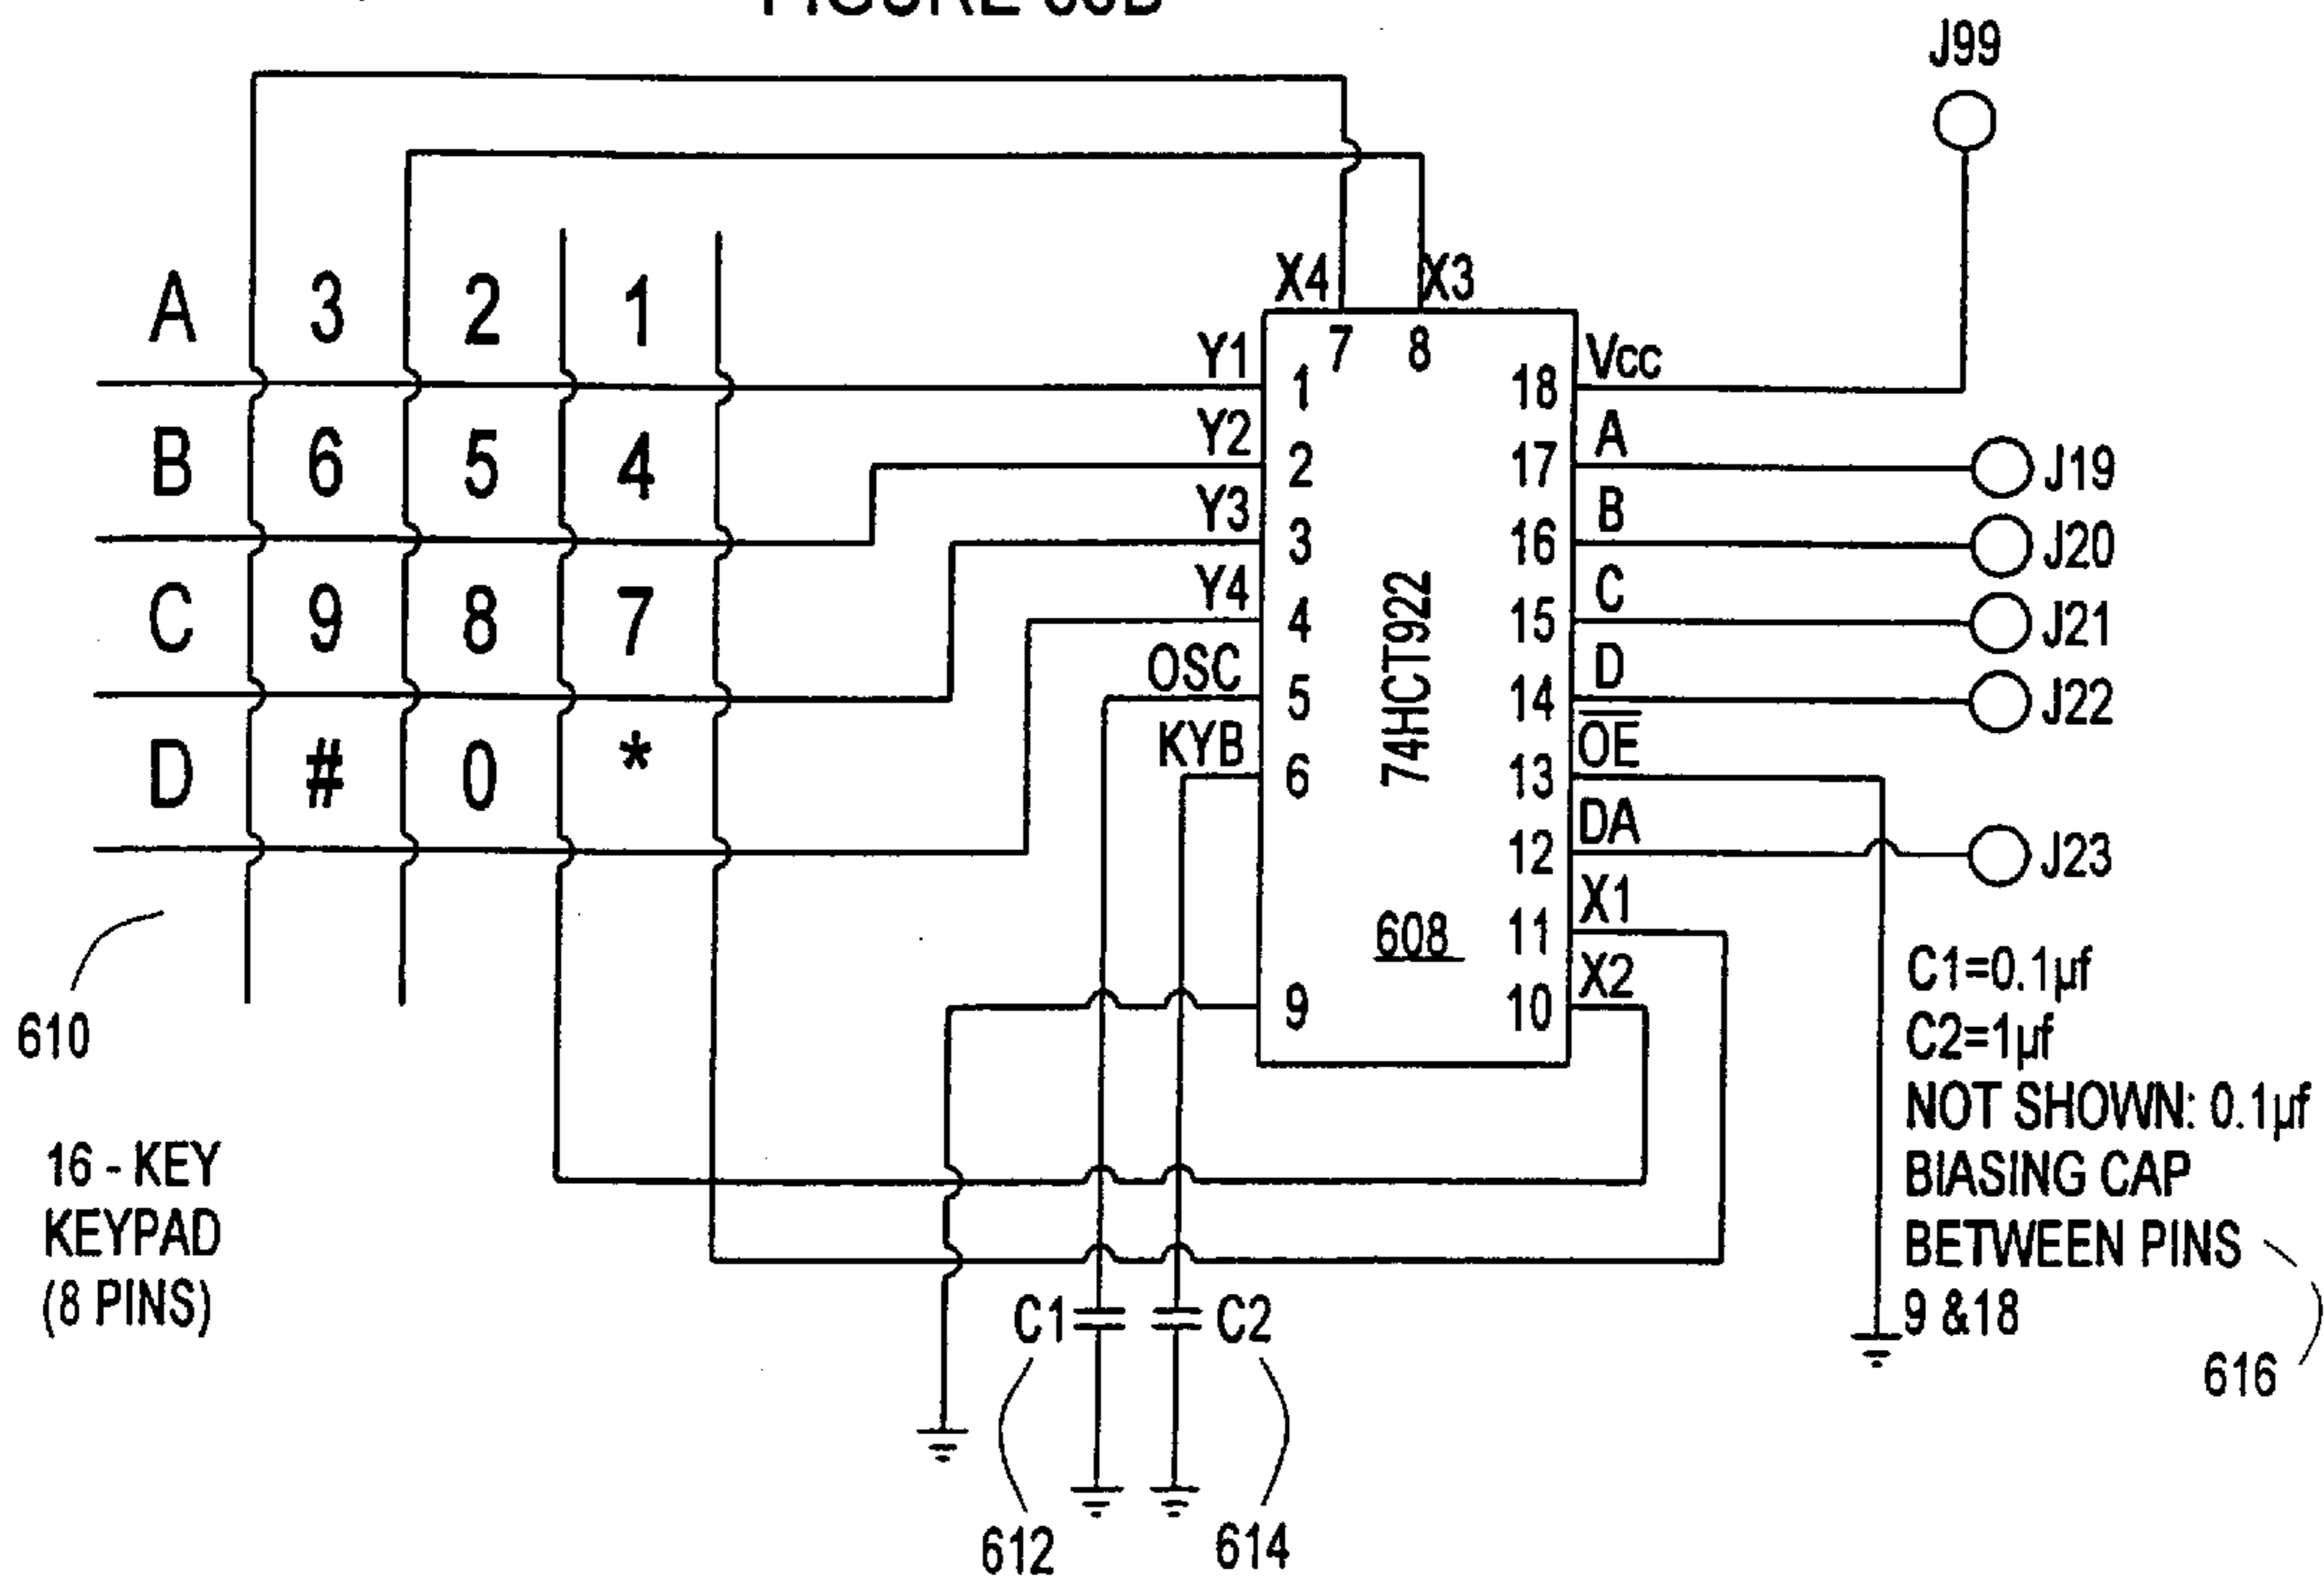 J99
X4
X3
A 3 2 1
7 8
Y1
1
18
Vcc
Y2
2
17
A
J19
B 6 5 4
Y3
3
16
B
J20
Y4
4
15
C
J21
C 9 8 7
OSC
5
14
D
J22
KYB
6
13
OE
D # 0 *
12
DA
J23
74HCT922
608
11
X1
9
10
X2
610
16 - KEY
KEYPAD
(8 PINS)
C1=0.1µf
C2=1µf
NOT SHOWN: 0.1µf
BIASING CAP
BETWEEN PINS
9 &18
C1
C2
612
614
616